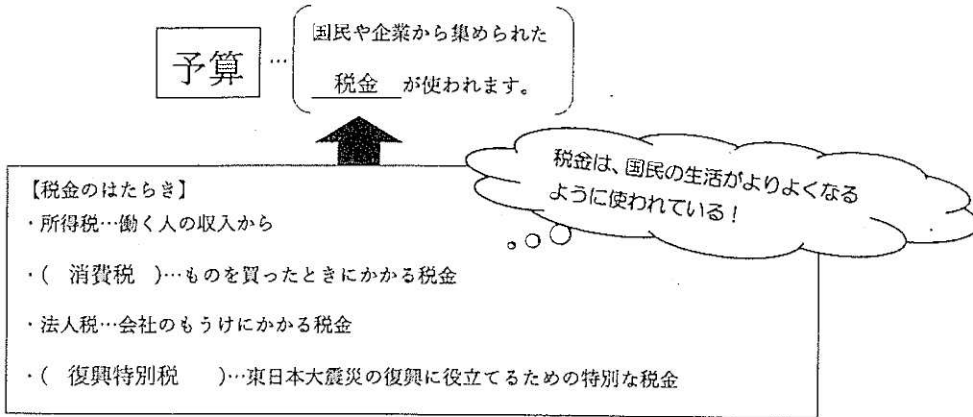 予算 … 国民や企業から集められた
税金 が使われます。
税金は、国民の生活がよりよくなる
ように使われている！
【税金のはたらき】
・所得税…働く人の収入から
・( 消費税 )…ものを買ったときにかかる税金
・法人税…会社のもうけにかかる税金
・( 復興特別税 )…東日本大震災の復興に役立てるための特別な税金